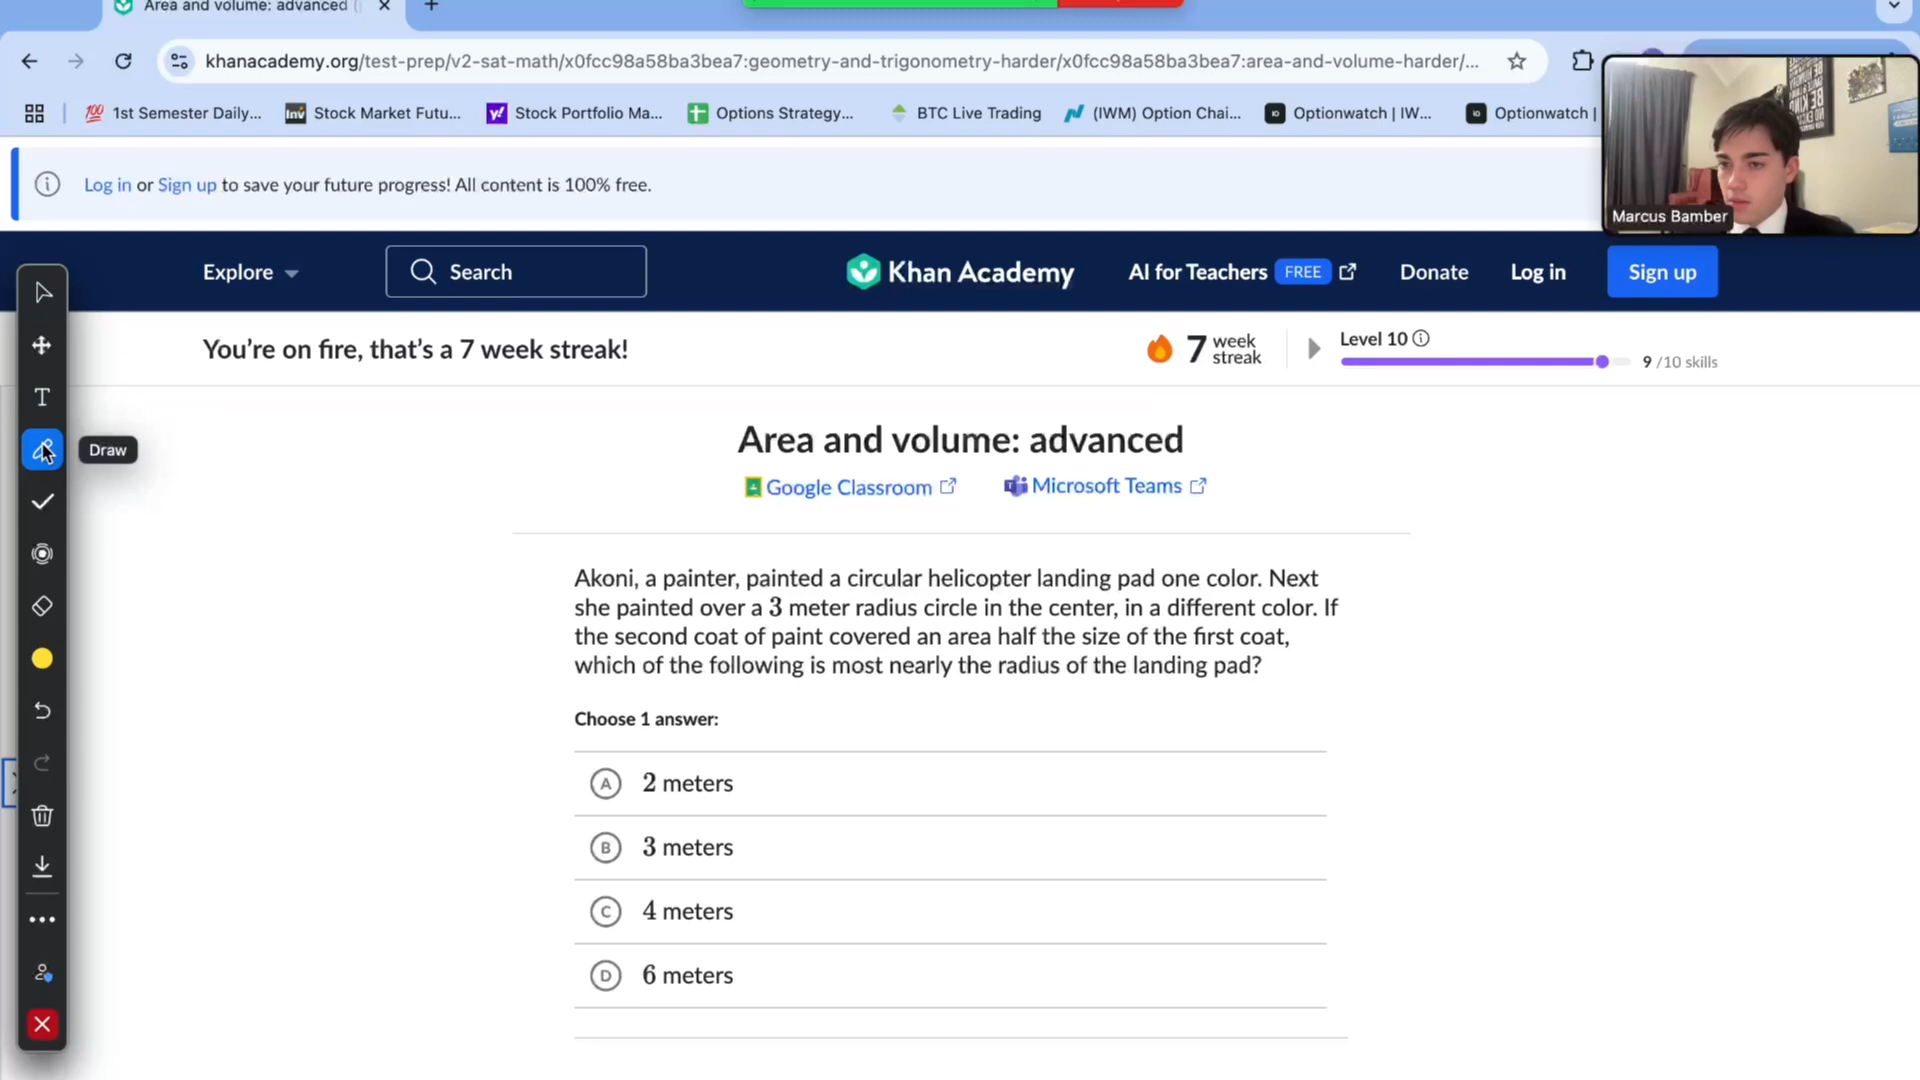 Area and volume: advanced (
khanacademy.org/test-prep/v2-sat-math/x0fcc98a58ba3bea7:geometry-and-trigonometry-harder/x0fcc98a58ba3bea7:area-and-volume-harder/...
1st Semester Daily...
Stock Market Futu...
Stock Portfolio Ma...
Options Strategy...
BTC Live Trading
(IWM) Option Chai...
Optionwatch | IW...
Optionwatch |
Log in or Sign up to save your future progress! All content is 100% free.
Marcus Bamber
Explore
Search
Khan Academy
AI for Teachers FREE
Donate
Log in
Sign up
You're on fire, that's a 7 week streak!
7 week streak
Level 10
9 /10 skills
Draw
Area and volume: advanced
Google Classroom
Microsoft Teams
Akoni, a painter, painted a circular helicopter landing pad one color. Next
she painted over a 3 meter radius circle in the center, in a different color. If
the second coat of paint covered an area half the size of the first coat,
which of the following is most nearly the radius of the landing pad?
Choose 1 answer:
A 2 meters
B 3 meters
C 4 meters
D 6 meters